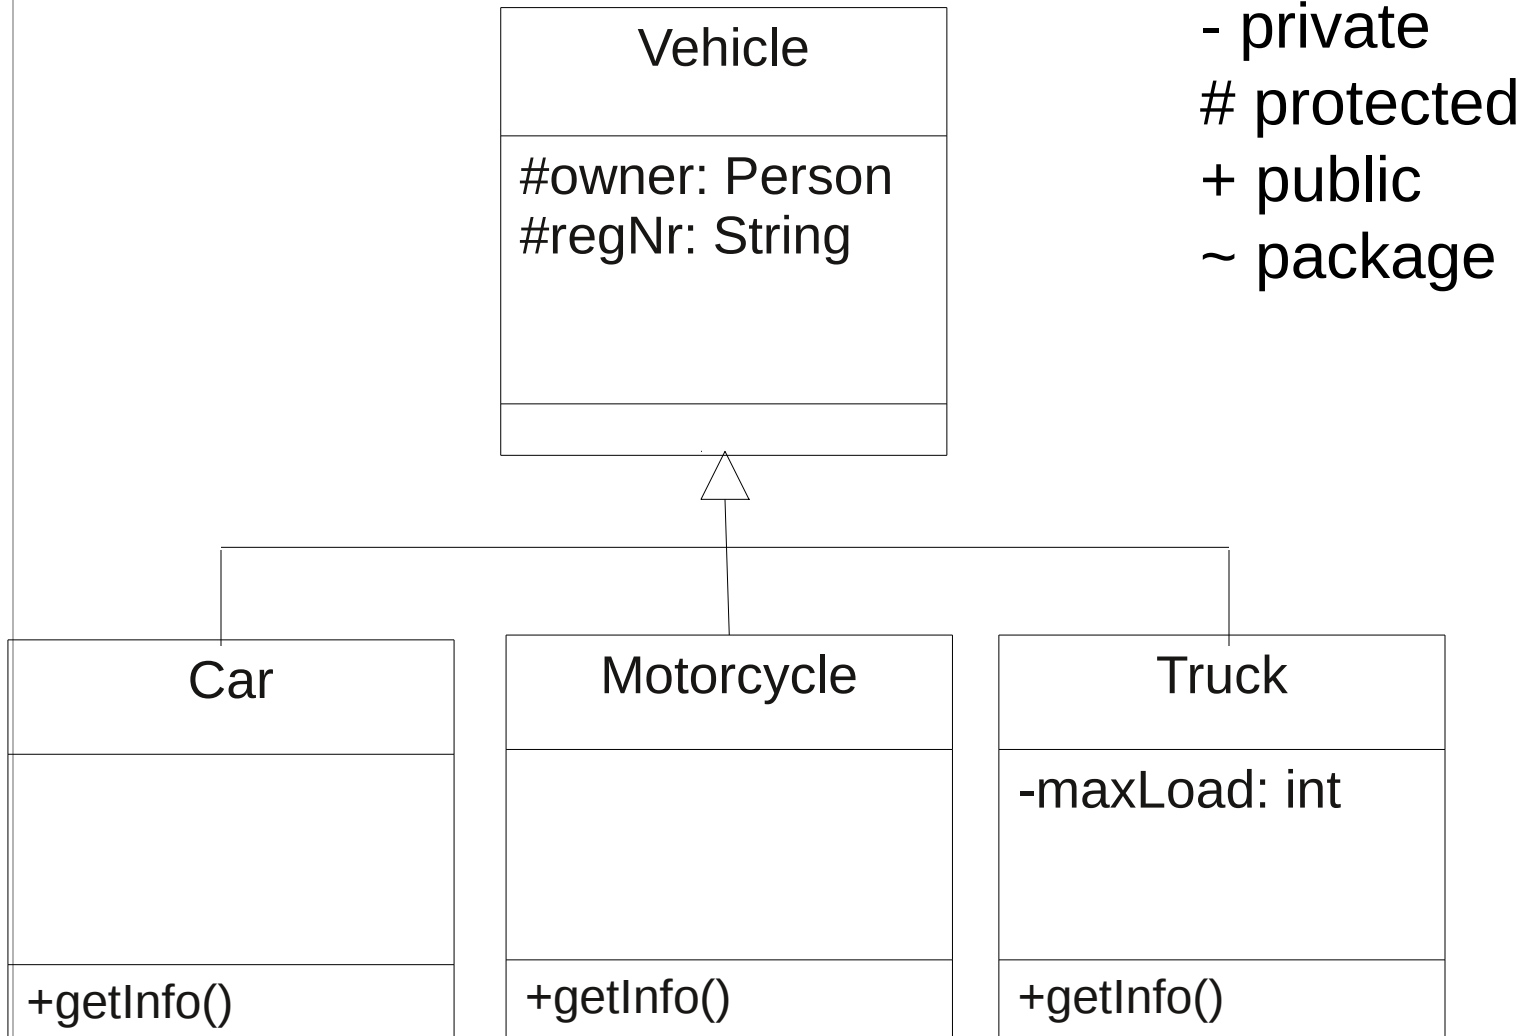 Vehicle
#owner: Person
#regNr: String
- private
# protected
+ public
~ package
Car
+getInfo()
Motorcycle
+getInfo()
Truck
-maxLoad: int
+getInfo()